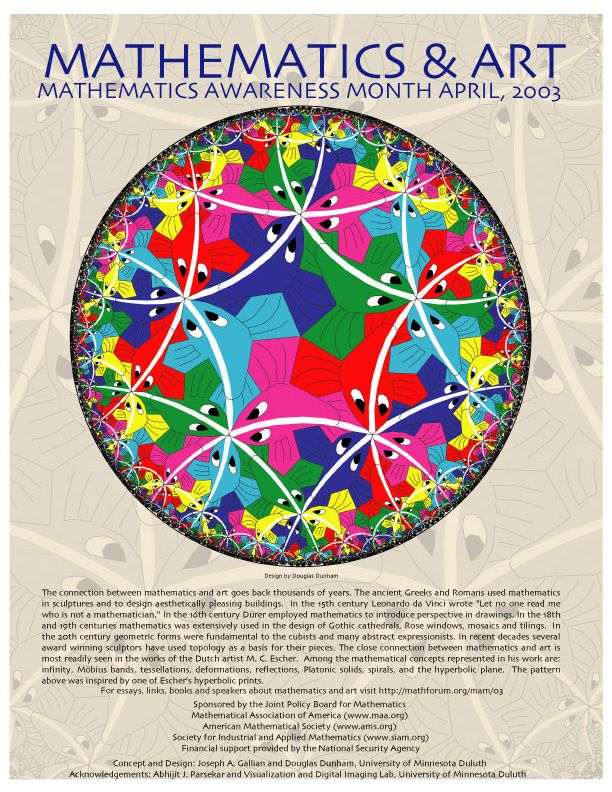 MATHEMATICS & ART
MATHEMATICS AWARENESS MONTH APRIL, 2003
Design by Douglas Dunham
The connection between mathematics and art goes back thousands of years. The ancient Greeks and Romans used mathematics
in sculptures and to design aesthetically pleasing buildings. In the 15th century Leonardo da Vinci wrote "Let no one read me
who is not a mathematician," In the 16th century Dürer employed mathematics to introduce perspective in drawings. In the 18th
and 19th centuries mathematics was extensively used in the design of Gothic cathedrals, Rose windows, mosaics and tilings. In
the 20th century geometric forms were fundamental to the cubists and many abstract expressionists. In recent decades several
award winning sculptors have used topology as a basis for their pieces. The close connection between mathematics and art is
most readily seen in the works of the Dutch artist M. C. Escher. Among the mathematical concepts represented in his work are:
infinity, Möbius bands, tessellations, deformations, reflections, Platonic solids, spirals, and the hyperbolic plane. The pattern
above was inspired by one of Escher's hyperbolic prints.
For essays, links, books and speakers about mathematics and art visit http://mathforum.org/mam/03
Sponsored by the Joint Policy Board for Mathematics
Mathematical Association of America (www.maa.org)
American Mathematical Society (www.ams.org)
Society for Industrial and Applied Mathematics (www.siam.org)
Financial support provided by the National Security Agency
Concept and Design: Joseph A. Gallian and Douglas Dunham, University of Minnesota Duluth
Acknowledgements: Abhijit J. Parsekar and Visualization and Digital Imaging Lab, University of Minnesota Duluth